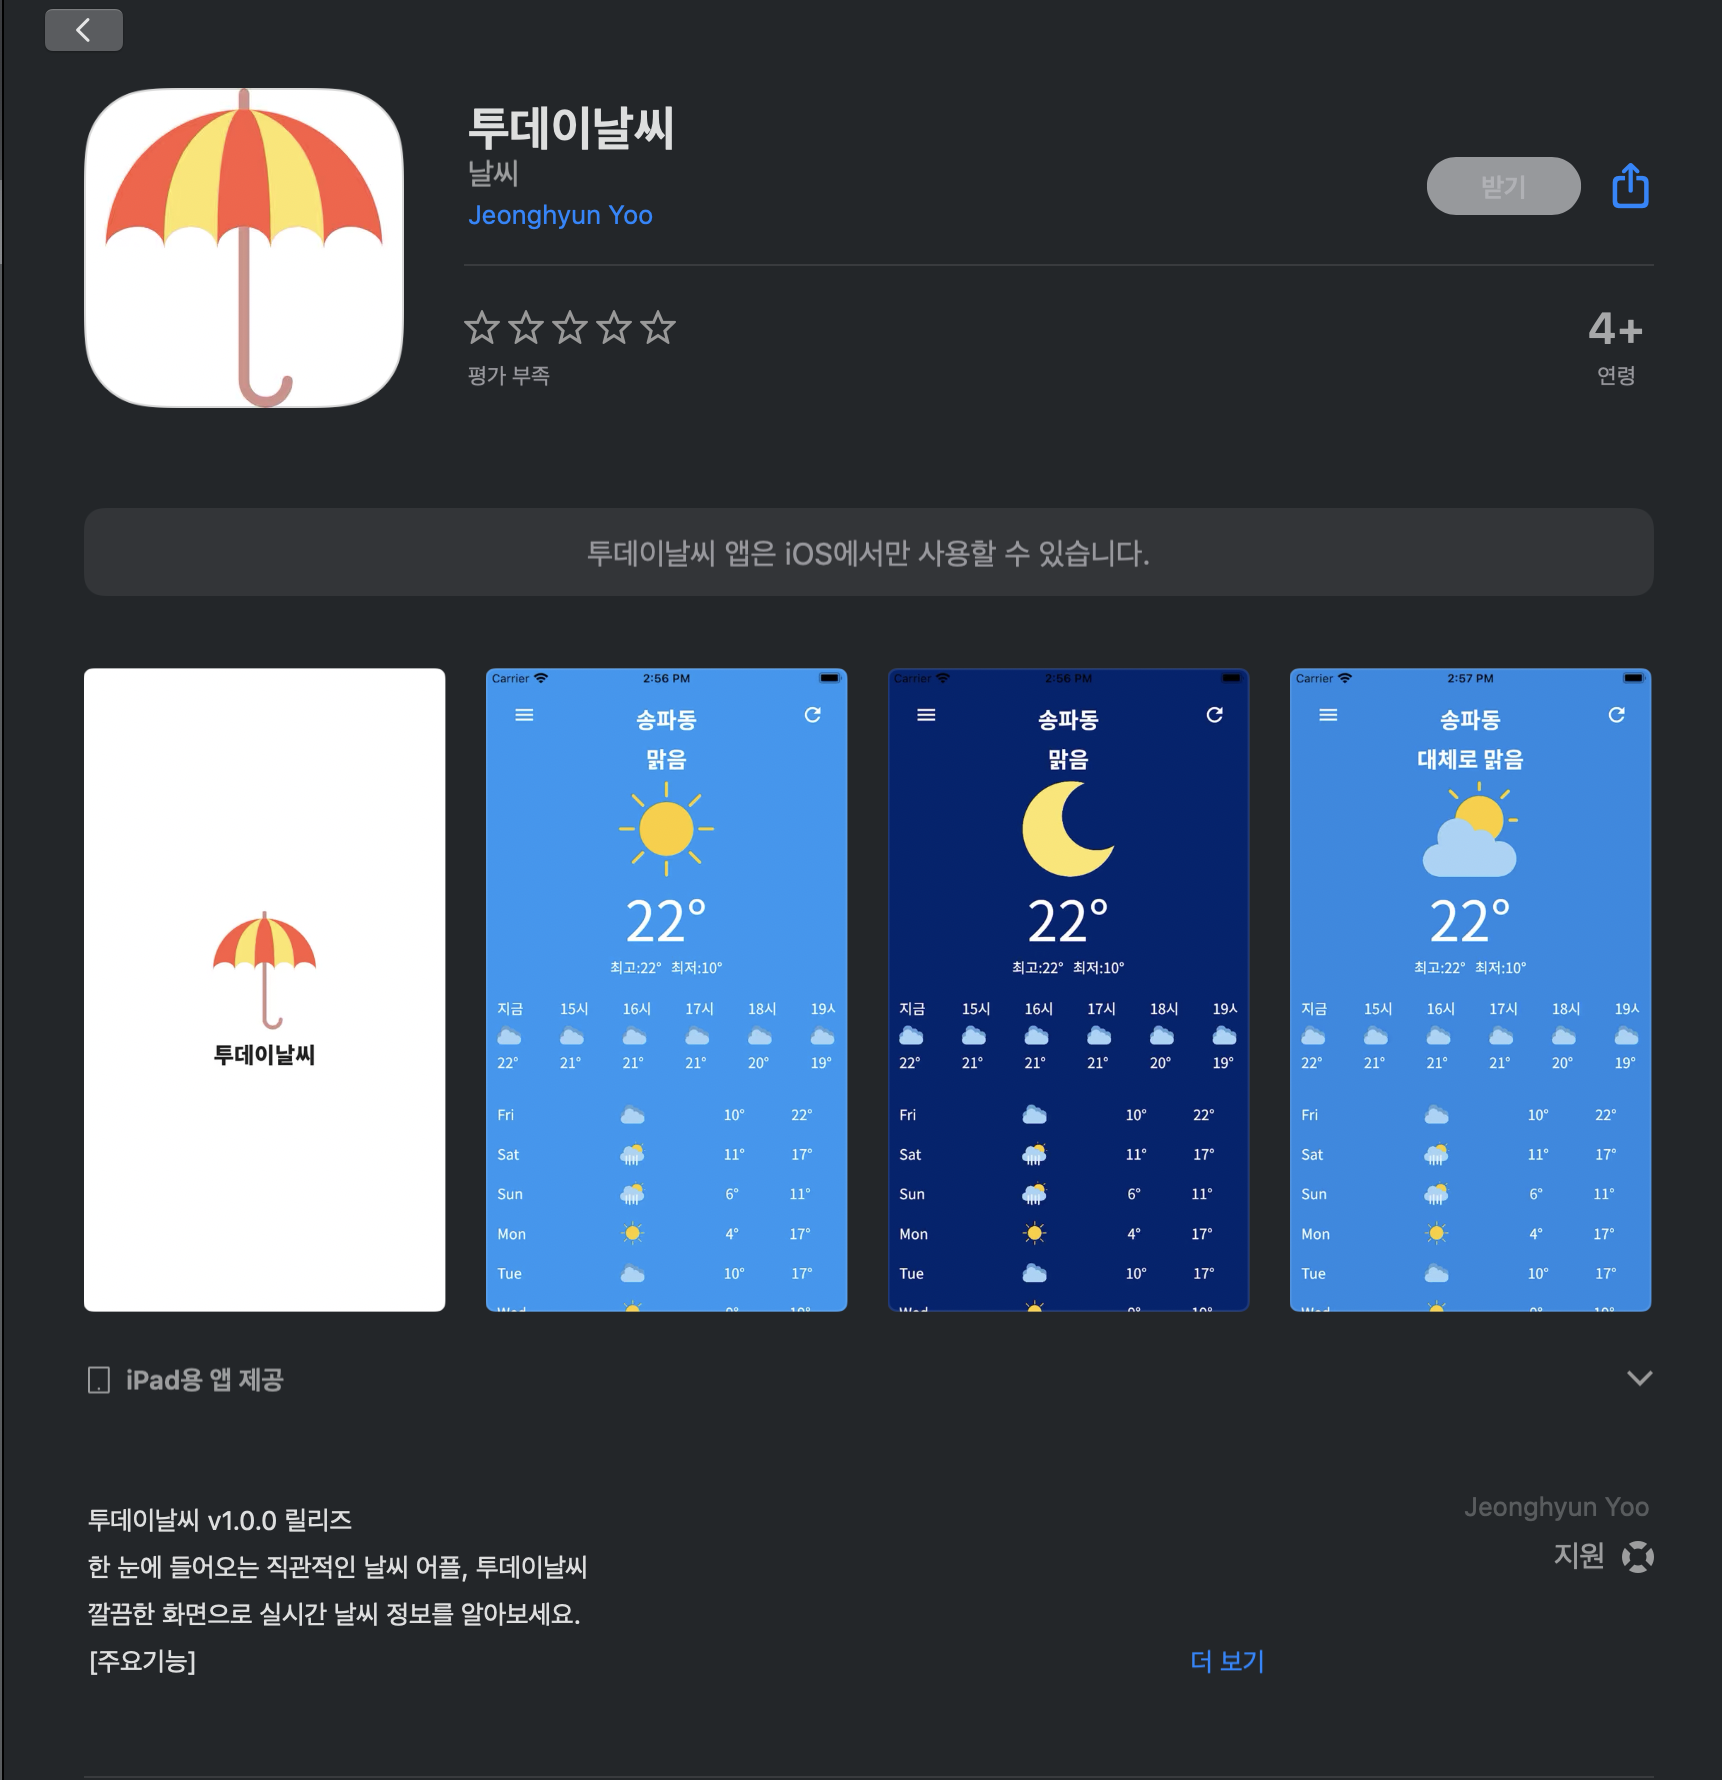 투데이날씨
날씨
Jeonghyun Yoo
받기
평가 부족
4+
연령
투데이날씨 앱은 iOS에서만 사용할 수 있습니다.
투데이날씨
Carrier 2:56 PM
송파동
맑음
22°
최고:22° 최저:10°
지금 15시 16시 17시 18시
22° 21° 21° 21° 20° 19°
Fri 10° 22°
Sat 11° 17°
Sun 6° 11°
Mon 4° 17°
Tue 10° 17°
Carrier 2:56 PM
송파동
맑음
22°
최고:22° 최저:10°
지금 15시 16시 17시 18시
22° 21° 21° 21° 20° 19°
Fri 10° 22°
Sat 11° 17°
Sun 6° 11°
Mon 4° 17°
Tue 10° 17°
Carrier 2:57 PM
송파동
대체로 맑음
22°
최고:22° 최저:10°
지금 15시 16시 17시 18시
22° 21° 21° 21° 20° 19°
Fri 10° 22°
Sat 11° 17°
Sun 6° 11°
Mon 4° 17°
Tue 10° 17°
iPad용 앱 제공
투데이날씨 v1.0.0 릴리즈
한 눈에 들어오는 직관적인 날씨 어플, 투데이날씨
깔끔한 화면으로 실시간 날씨 정보를 알아보세요.
[주요기능]
더 보기
Jeonghyun Yoo
지원